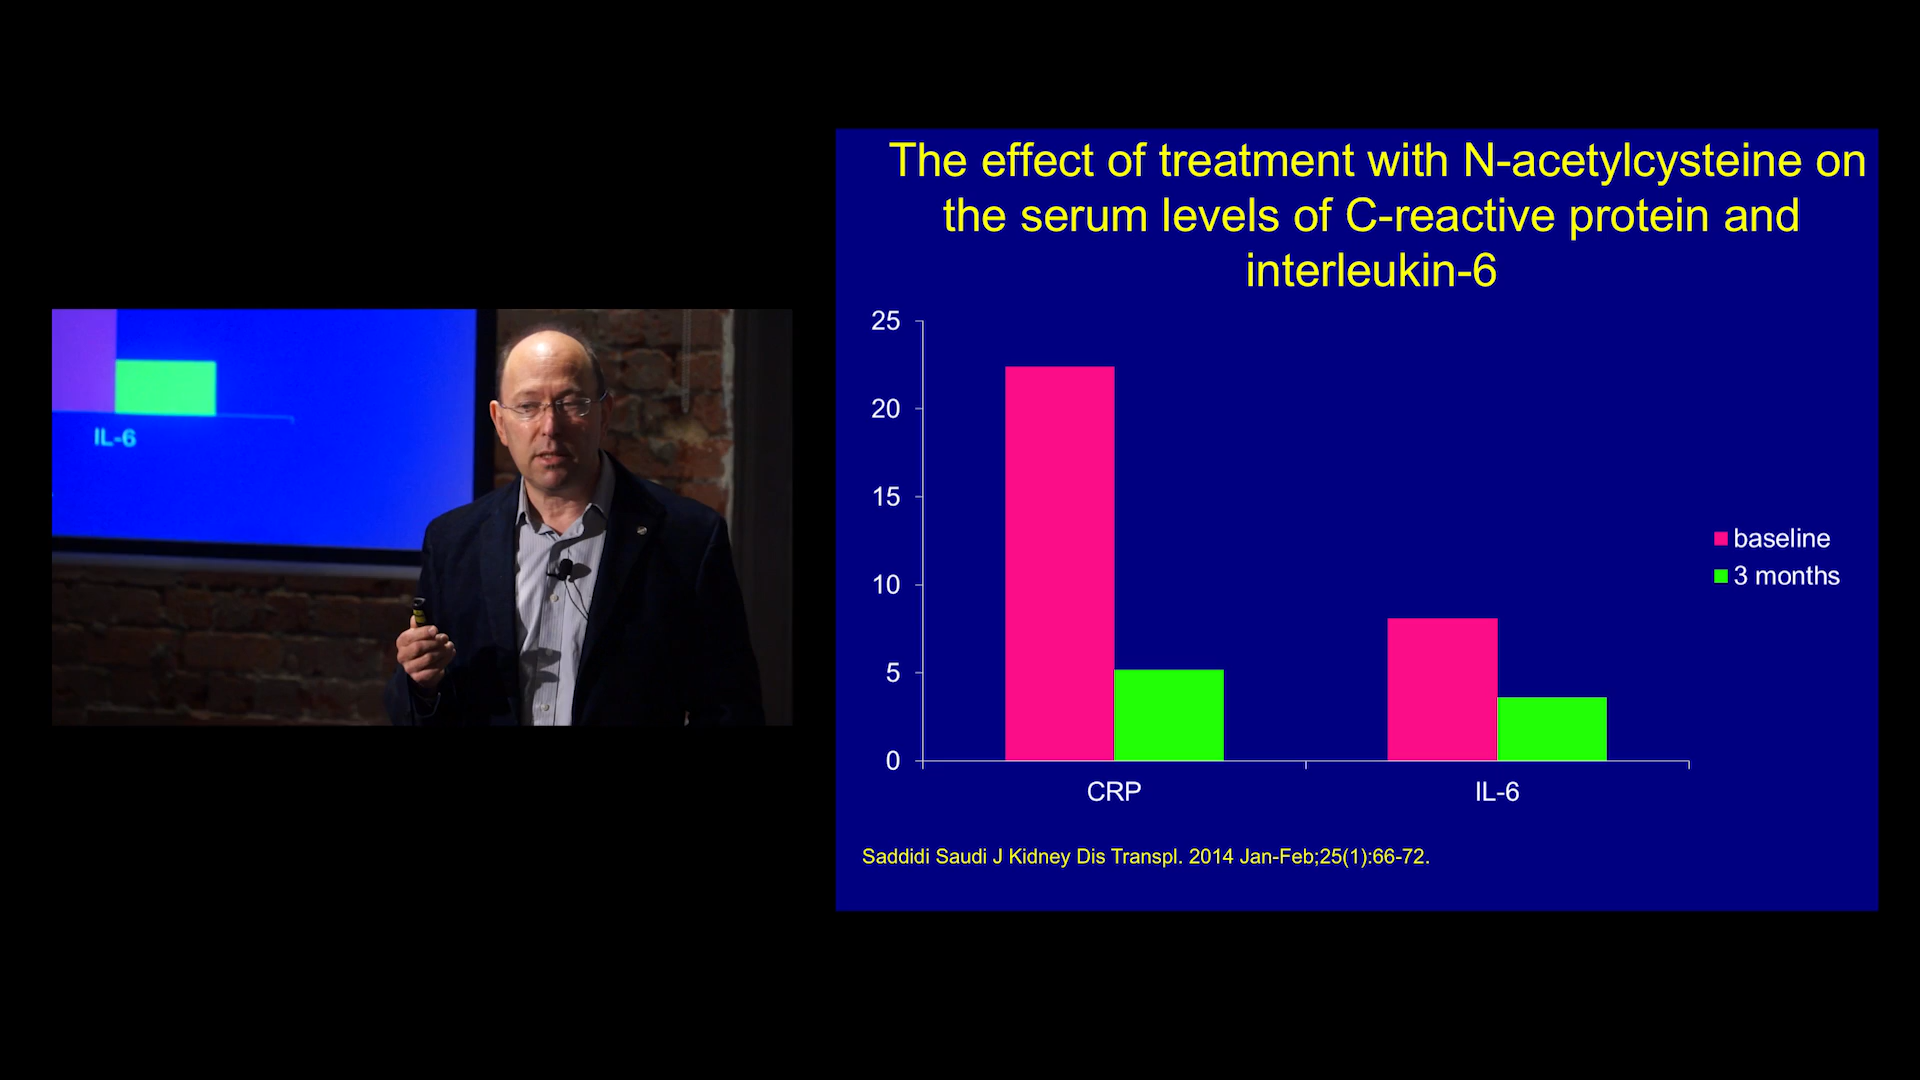 IL-6
The effect of treatment with N-acetylcysteine on
the serum levels of C-reactive protein and
interleukin-6
25
20
15
10
5
0
CRP
IL-6
baseline
3 months
Saddidi Saudi J Kidney Dis Transpl. 2014 Jan-Feb;25(1):66-72.